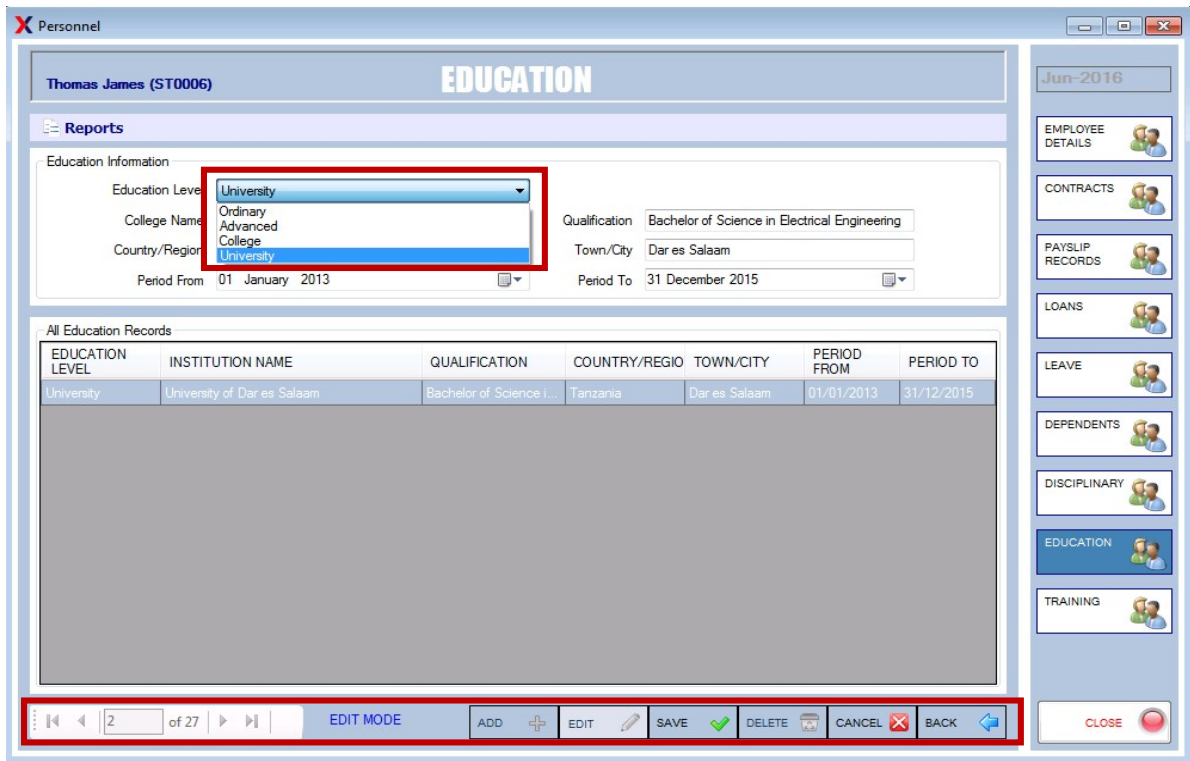 Personnel
Thomas James (ST0006)
EDUCATION
Jun-2016
Reports
Education Information
Education Leve
University
Ordinary
Advanced
College
University
College Name
Qualification
Bachelor of Science in Electrical Engineering
Country/Region
Town/City
Dar es Salaam
Period From
01 January 2013
Period To
31 December 2015
All Education Records
EDUCATION LEVEL
INSTITUTION NAME
QUALIFICATION
COUNTRY/REGIO
TOWN/CITY
PERIOD FROM
PERIOD TO
University
University of Dar es Salaam
Bachelor of Science i...
Tanzania
Dar es Salaam
01/01/2013
31/12/2015
2
of 27
EDIT MODE
ADD
EDIT
SAVE
DELETE
CANCEL
BACK
EMPLOYEE
DETAILS
CONTRACTS
PAYSLIP
RECORDS
LOANS
LEAVE
DEPENDENTS
DISCIPLINARY
EDUCATION
TRAINING
CLOSE